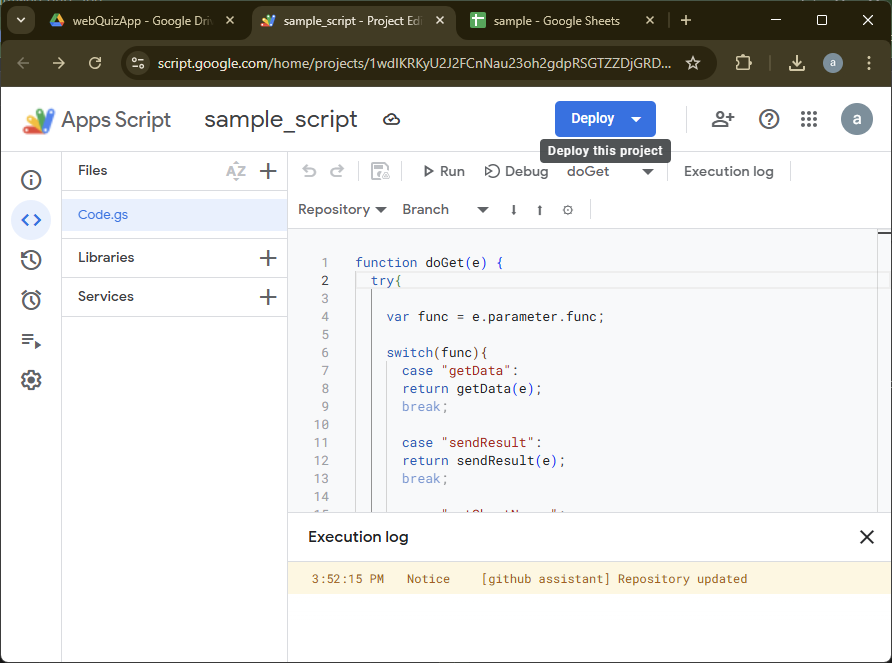 webQuizApp - Google Dri
sample_script - Project Edi
sample - Google Sheets
script.google.com/home/projects/1wdIKRKyU2J2FCnNau23oh2gdpRSGTZZDjGRD...
a
Apps Script
sample_script
Deploy
a
Deploy this project
Files
AZ
Run
Debug
doGet
Execution log
Repository
Branch
Code.gs
Libraries
Services
1 function doGet(e) {
2 try{
3
4 var func = e.parameter.func;
5
6 switch(func){
7 case "getData":
8 return getData(e);
9 break;
10
11 case "sendResult":
12 return sendResult(e);
13 break;
14
Execution log
3:52:15 PM Notice [github assistant] Repository updated